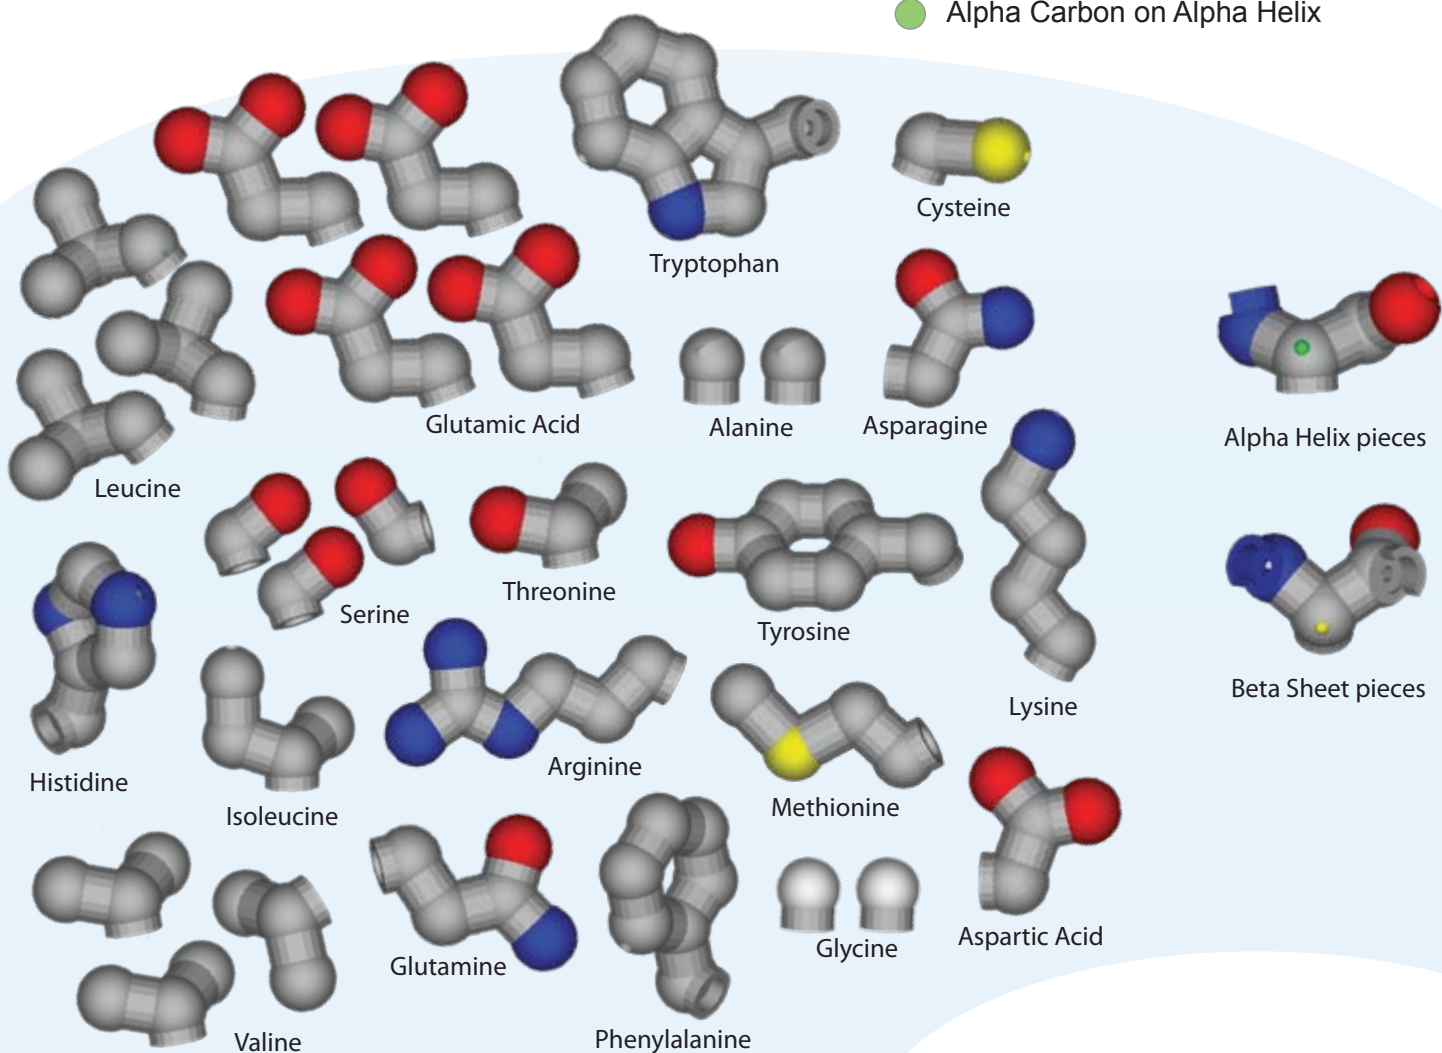 Alpha Carbon on Alpha Helix
Cysteine
Tryptophan
Glutamic Acid
Alanine
Asparagine
Alpha Helix pieces
Leucine
Threonine
Serine
Tyrosine
Lysine
Beta Sheet pieces
Histidine
Isoleucine
Arginine
Methionine
Glutamine
Glycine
Aspartic Acid
Valine
Phenylalanine